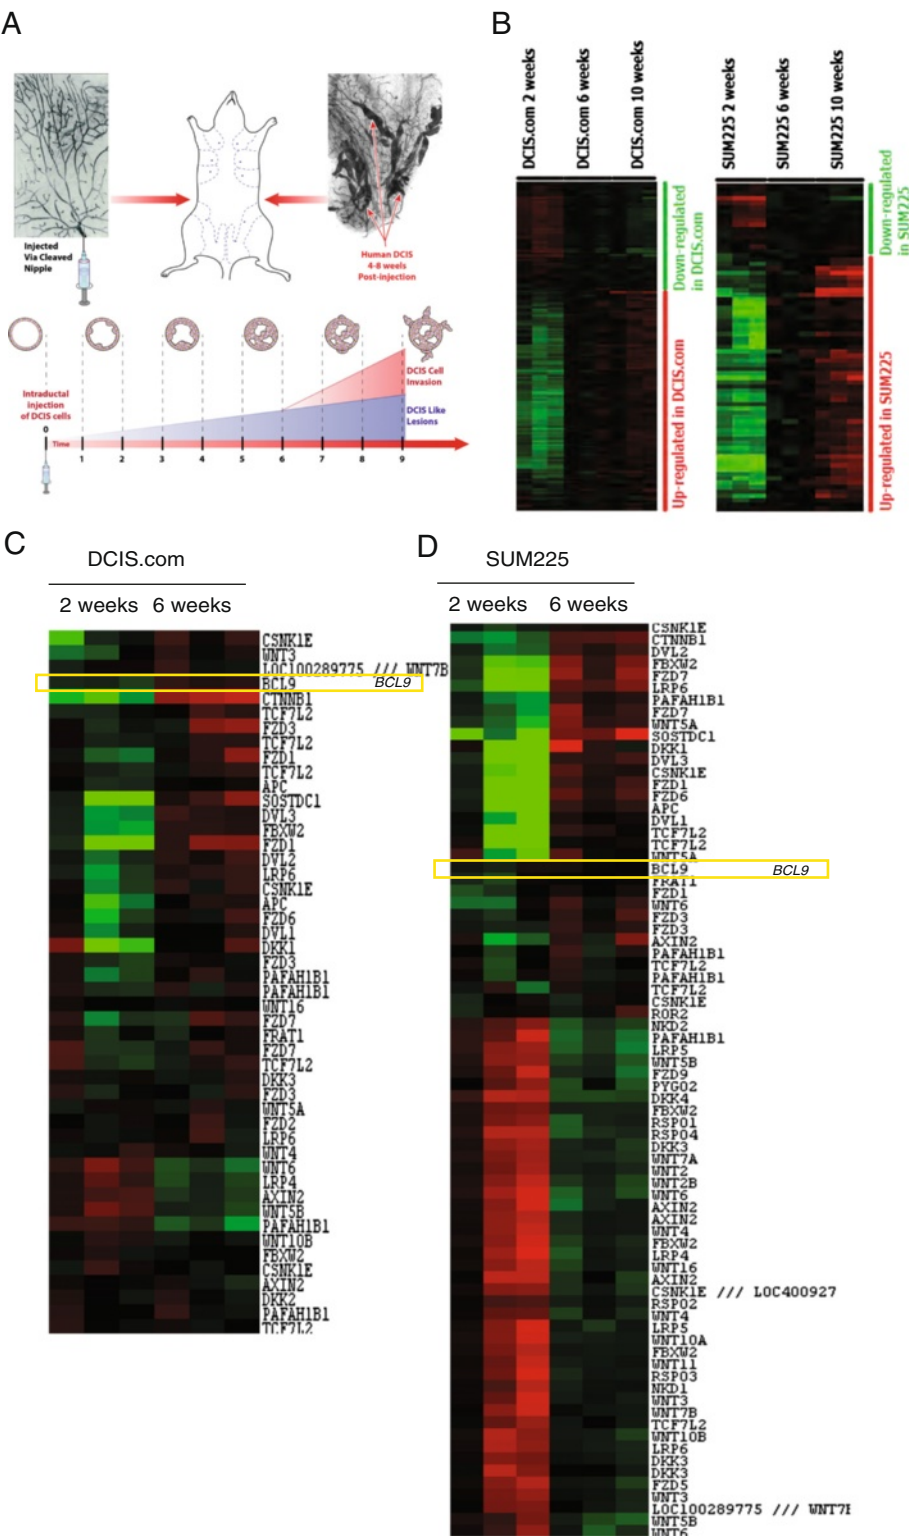 A
Injected
Via Cleaved
Nipple
Human DCIS
4-8 weels
Post-injection
DCIS Cell
Invasion
Intraductal
injection
of DCIS cells
DCIS Like
Lesions
0
Time
1
2
3
4
5
6
7
8
9
B
DCIS.com 2 weeks
DCIS.com 6 weeks
DCIS.com 10 weeks
Down-regulated
in DCIS.com
Up-regulated in DCIS.com
SUM225 2 weeks
SUM225 6 weeks
SUM225 10 weeks
Down-regulated
in SUM225
Up-regulated in SUM225
C
DCIS.com
2 weeks 6 weeks
CSNK1E
WNT3
LOC100289775 /// WNT7B
BCL9 BCL9
CTNNB1
TCF7L2
FZD3
TCF7L2
FZD1
TCF7L2
APC
SOSTDC1
DVL3
FBXW2
FZD1
DVL2
LRP6
CSNK1E
APC
FZD6
DVL1
DKK1
FZD3
PAFAH1B1
PAFAH1B1
WNT16
FZD7
FRAT1
FZD7
TCF7L2
DKK3
FZD3
WNT5A
FZD2
LRP6
WNT4
WNT6
LRP4
AXIN2
WNT5B
PAFAH1B1
WNT10B
FBXW2
CSNK1E
AXIN2
DKK2
PAFAH1B1
TCF7L2
D
SUM225
2 weeks 6 weeks
CSNK1E
CTNNB1
DVL2
FBXW2
FZD7
LRP6
PAFAH1B1
FZD7
WNT5A
SOSTDC1
DKK1
DVL3
CSNK1E
FZD1
FZD6
APC
DVL1
TCF7L2
TCF7L2
WNT5A
BCL9 BCL9
FRAT1
FZD1
WNT6
FZD3
FZD3
AXIN2
PAFAH1B1
TCF7L2
PAFAH1B1
TCF7L2
CSNK1E
ROR2
NKD2
PAFAH1B1
LRP5
WNT5B
FZD9
PYGO2
DKK4
FBXW2
RSPO1
RSPO4
DKK3
WNT7A
WNT2
WNT2B
WNT6
AXIN2
AXIN2
WNT4
FBXW2
LRP4
WNT16
AXIN2
CSNK1E /// LOC400927
RSPO2
WNT4
LRP5
WNT10A
FBXW2
WNT11
RSPO3
NKD1
WNT3
WNT7B
TCF7L2
WNT10B
LRP6
DKK3
DKK3
FZD5
WNT3
LOC100289775 /// WNT7B
WNT5B
WNT6